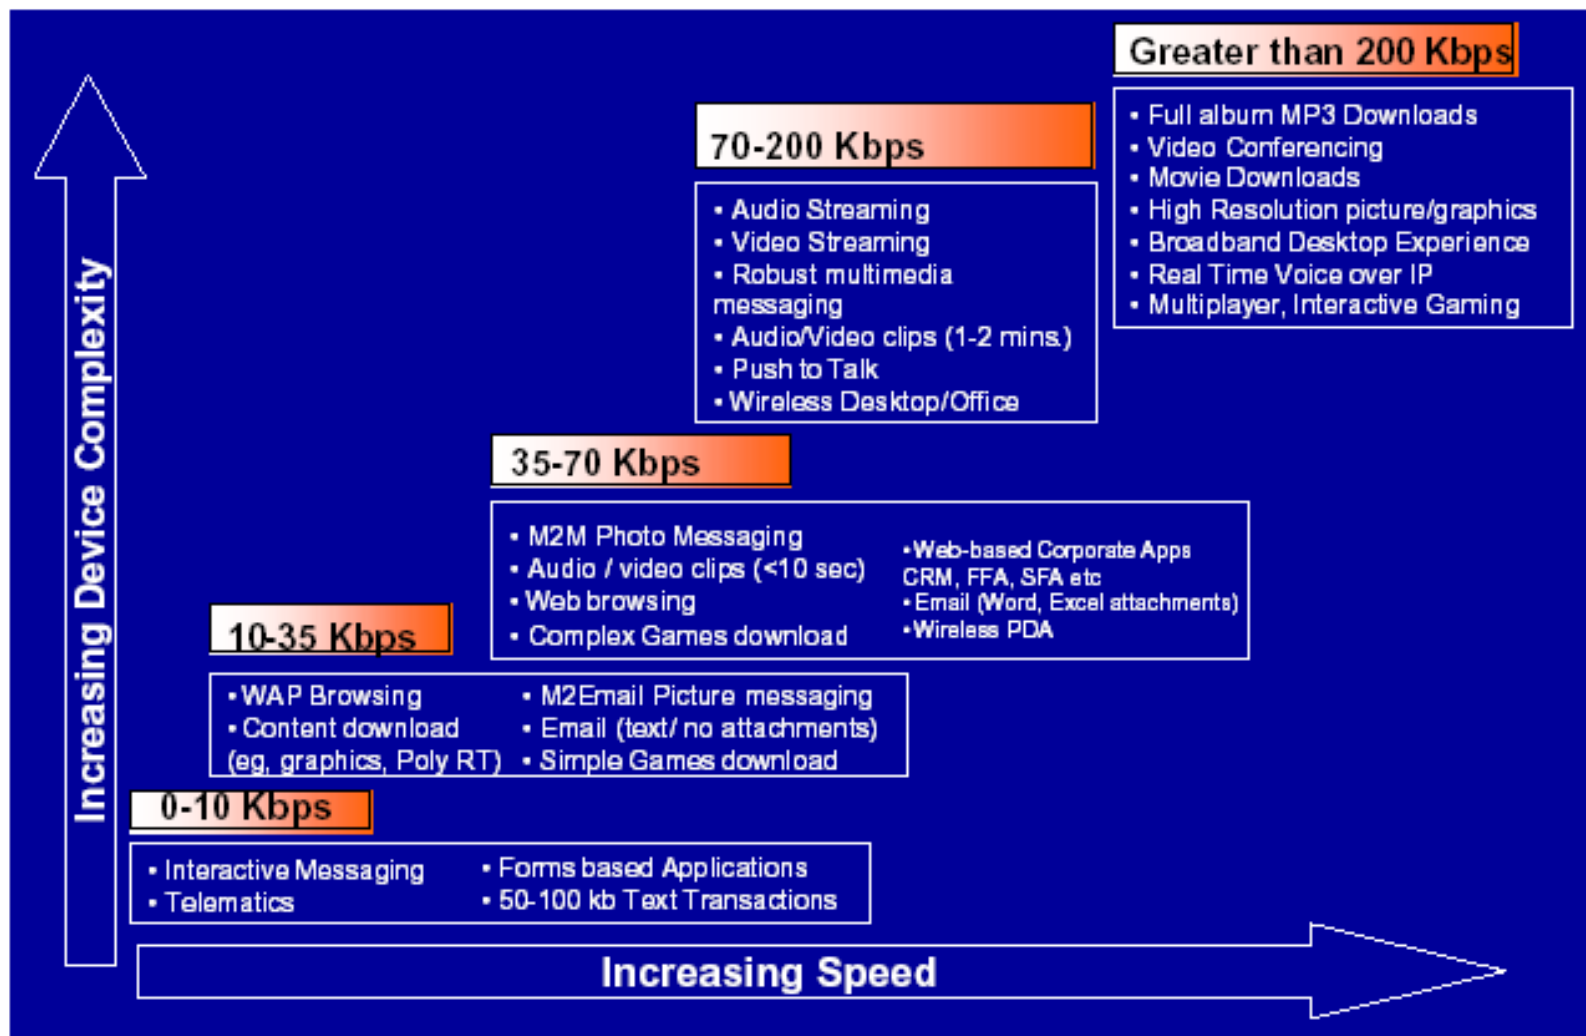 Greater than 200 Kbps
▪ Full album MP3 Downloads
▪ Video Conferencing
▪ Movie Downloads
▪ High Resolution picture/graphics
▪ Broadband Desktop Experience
▪ Real Time Voice over IP
▪ Multiplayer, Interactive Gaming
70-200 Kbps
▪ Audio Streaming
▪ Video Streaming
▪ Robust multimedia
messaging
▪ Audio/Video clips (1-2 mins.)
▪ Push to Talk
▪ Wireless Desktop/Office
35-70 Kbps
▪ M2M Photo Messaging
▪ Audio / video clips (<10 sec)
▪ Web browsing
▪ Complex Games download
▪ Web-based Corporate Apps
CRM, FFA, SFA etc
▪ Email (Word, Excel attachments)
▪ Wireless PDA
10-35 Kbps
▪ WAP Browsing
▪ Content download
(eg, graphics, Poly RT)
▪ M2Email Picture messaging
▪ Email (text/ no attachments)
▪ Simple Games download
0-10 Kbps
▪ Interactive Messaging
▪ Telematics
▪ Forms based Applications
▪ 50-100 kb Text Transactions
Increasing Device Complexity
Increasing Speed